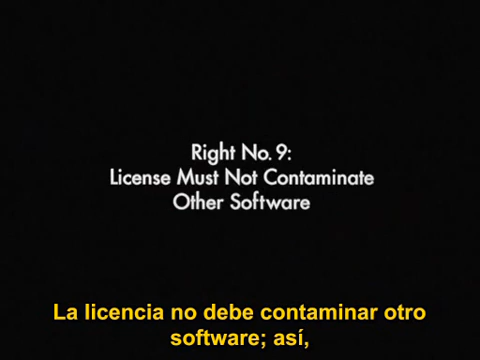 Right No. 9:
License Must Not Contaminate
Other Software
La licencia no debe contaminar otro
software; así,